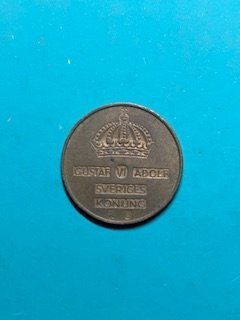 GUSTAF VI ADOLF
SVERIGES
KONUNG